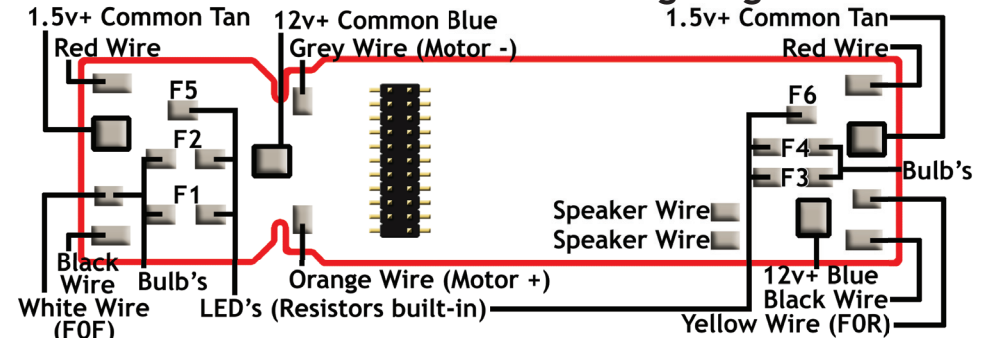 1.5v+ Common Tan
12v+ Common Blue
1.5v+ Common Tan
Red Wire
Grey Wire (Motor -)
Red Wire
F5
F6
F2
F4
F1
F3
Bulb's
Speaker Wire
Speaker Wire
Black
Wire
Bulb's
Orange Wire (Motor +)
12v+ Blue
White Wire
(F0F)
LED's (Resistors built-in)
Black Wire
Yellow Wire (F0R)